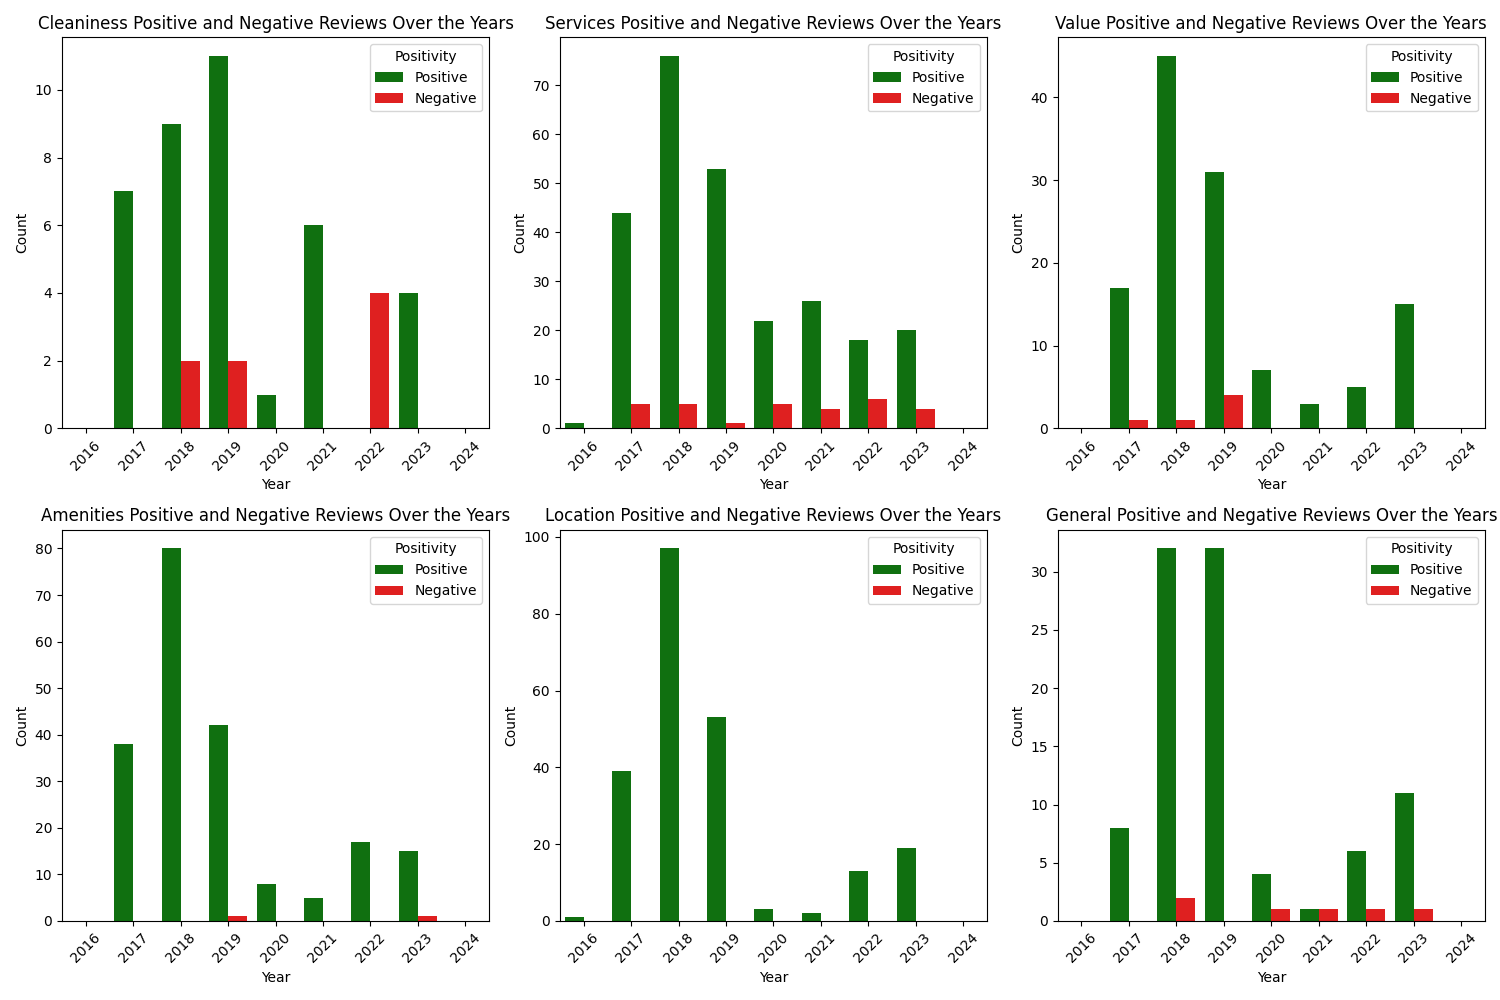 Cleaniness Positive and Negative Reviews Over the Years
Positivity
Positive
Negative
Count
10
8
6
4
2
0
2016 2017 2018 2019 2020 2021 2022 2023 2024
Year
Services Positive and Negative Reviews Over the Years
Positivity
Positive
Negative
Count
70
60
50
40
30
20
10
0
2016 2017 2018 2019 2020 2021 2022 2023 2024
Year
Value Positive and Negative Reviews Over the Years
Positivity
Positive
Negative
Count
40
30
20
10
0
2016 2017 2018 2019 2020 2021 2022 2023 2024
Year
Amenities Positive and Negative Reviews Over the Years
Positivity
Positive
Negative
Count
80
70
60
50
40
30
20
10
0
2016 2017 2018 2019 2020 2021 2022 2023 2024
Year
Location Positive and Negative Reviews Over the Years
Positivity
Positive
Negative
Count
100
80
60
40
20
0
2016 2017 2018 2019 2020 2021 2022 2023 2024
Year
General Positive and Negative Reviews Over the Years
Positivity
Positive
Negative
Count
30
25
20
15
10
5
0
2016 2017 2018 2019 2020 2021 2022 2023 2024
Year